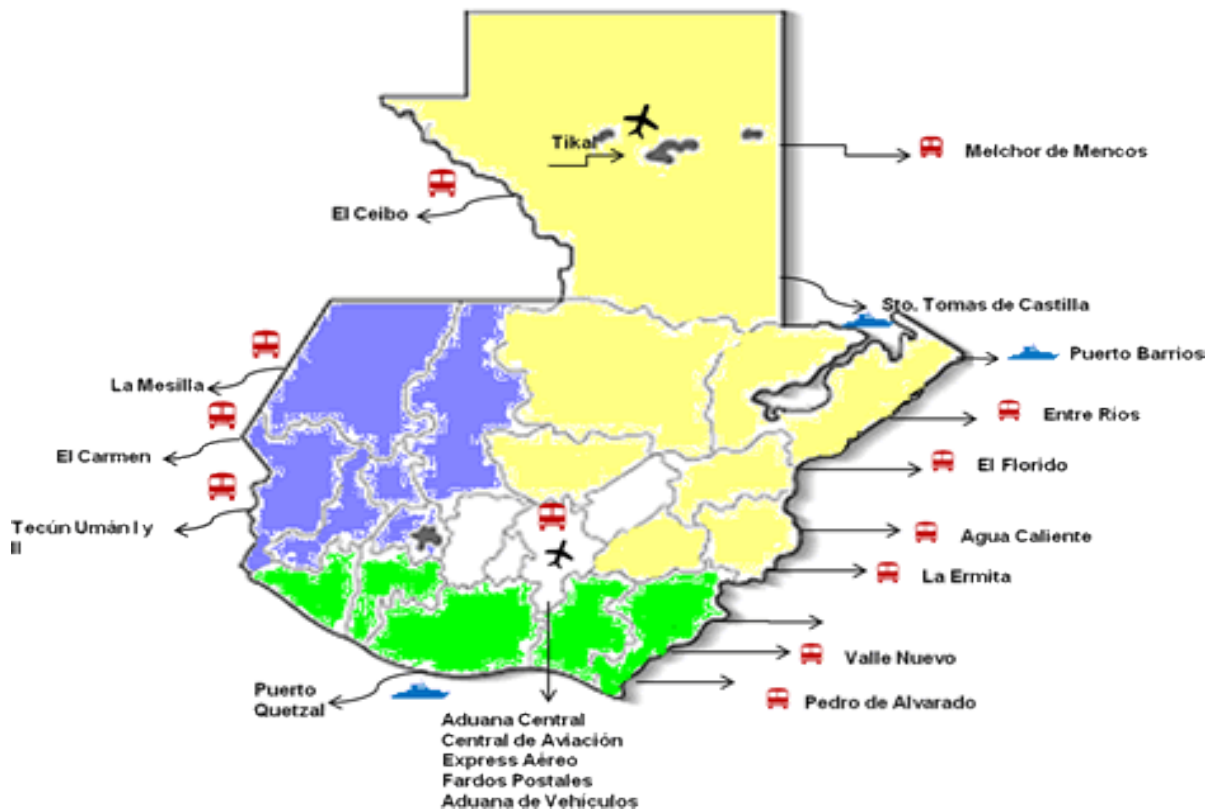 Tikal
Melchor de Mencos
El Ceibo
Sto. Tomas de Castilla
Puerto Barrios
La Mesilla
Entre Rios
El Carmen
El Florido
Tecún Umán I y
II
Agua Caliente
La Ermita
Valle Nuevo
Pedro de Alvarado
Puerto
Quetzal
Aduana Central
Central de Aviación
Express Aéreo
Fardos Postales
Aduana de Vehículos